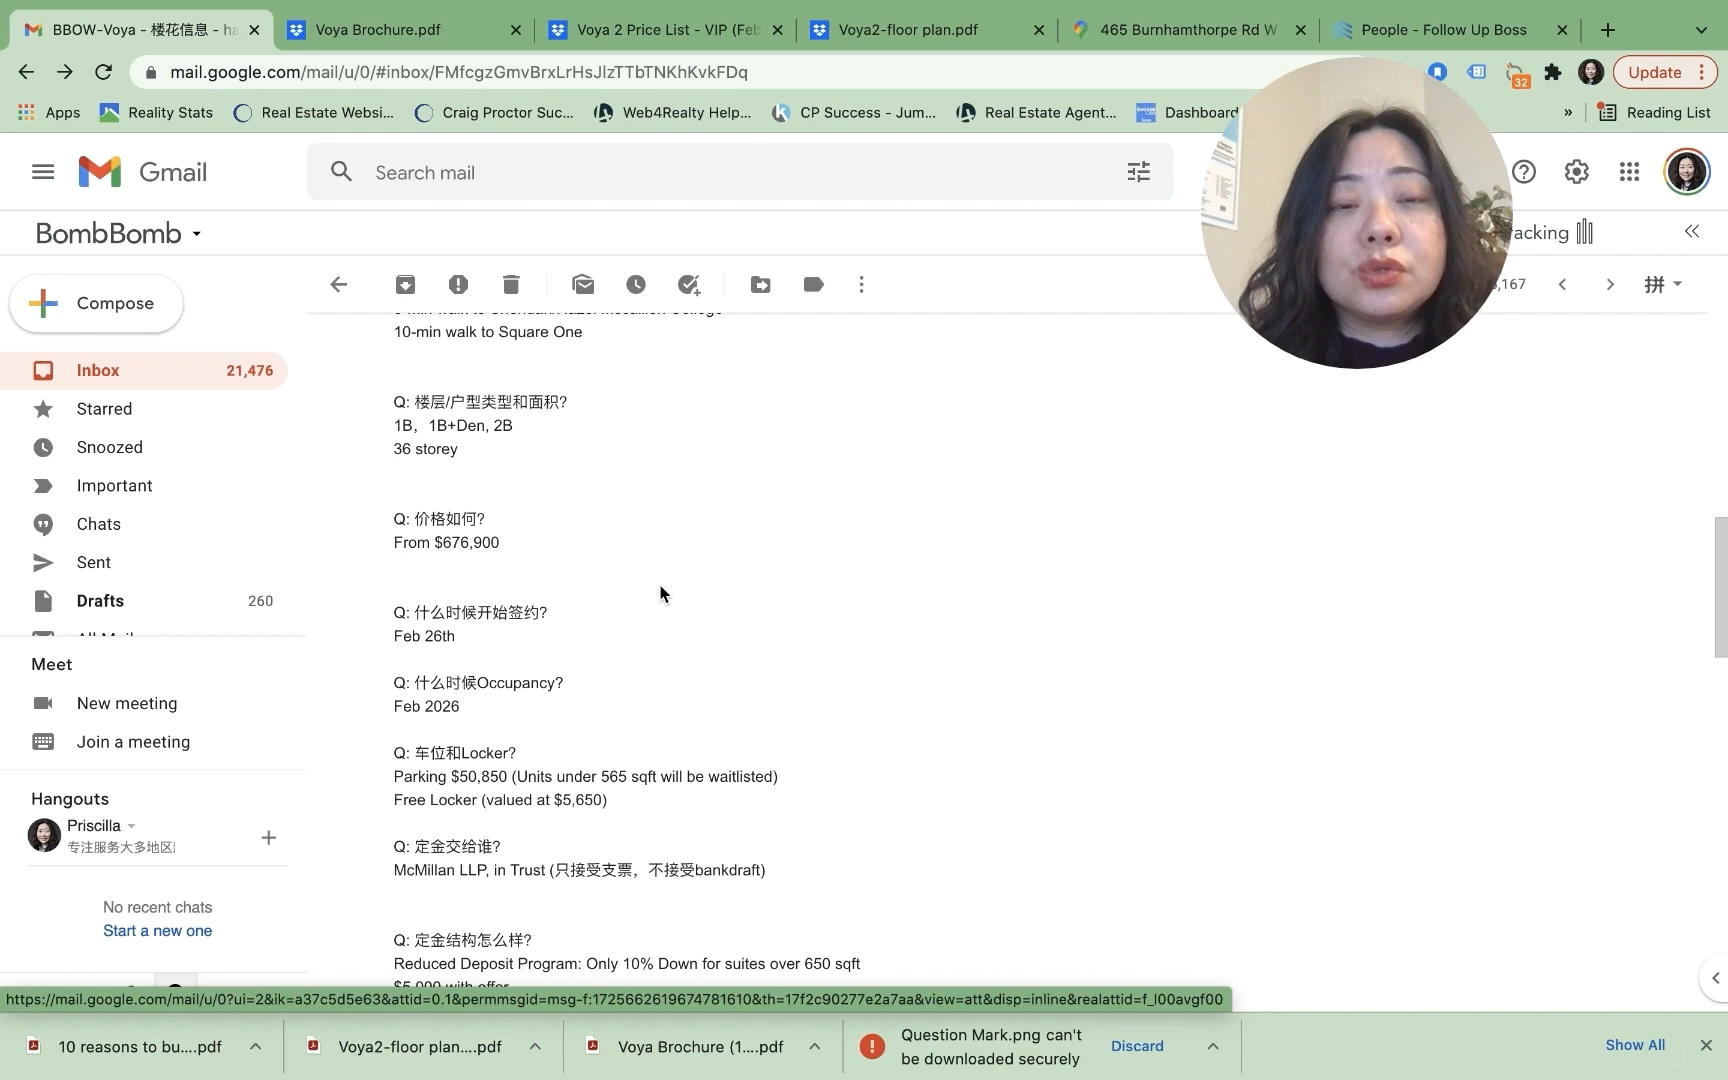 BBOW-Voya - 楼花信息 - ha
Voya Brochure.pdf
Voya 2 Price List - VIP (Feb
Voya2-floor plan.pdf
465 Burnhamthorpe Rd W
People - Follow Up Boss
mail.google.com/mail/u/0/#inbox/FMfcgzGmvBrxLrHsJlzTTbTNKhKvkFDq
32
Update
Apps
Reality Stats
Real Estate Websi...
Craig Proctor Suc...
Web4Realty Help...
CP Success - Jum...
Real Estate Agent...
Dashboard
»
Reading List
Gmail
Search mail
BombBomb
racking
Compose
,167
拼
Inbox 21,476
Starred
Snoozed
Important
Chats
Sent
Drafts 260
All Mail
Meet
New meeting
Join a meeting
Hangouts
Priscilla
专注服务大多地区
No recent chats
Start a new one
10-min walk to Square One
Q: 楼层/户型类型和面积?
1B，1B+Den, 2B
36 storey
Q: 价格如何?
From $676,900
Q: 什么时候开始签约?
Feb 26th
Q: 什么时候Occupancy?
Feb 2026
Q: 车位和Locker?
Parking $50,850 (Units under 565 sqft will be waitlisted)
Free Locker (valued at $5,650)
Q: 定金交给谁?
McMillan LLP, in Trust (只接受支票，不接受bankdraft)
Q: 定金结构怎么样?
Reduced Deposit Program: Only 10% Down for suites over 650 sqft
$5,000 with offer
https://mail.google.com/mail/u/0?ui=2&ik=a37c5d5e63&attid=0.1&permmsgid=msg-f:1725662619674781610&th=17f2c90277e2a7aa&view=att&disp=inline&realattid=f_l00avgf00
10 reasons to bu....pdf
Voya2-floor plan....pdf
Voya Brochure (1....pdf
Question Mark.png can't
be downloaded securely
Discard
Show All